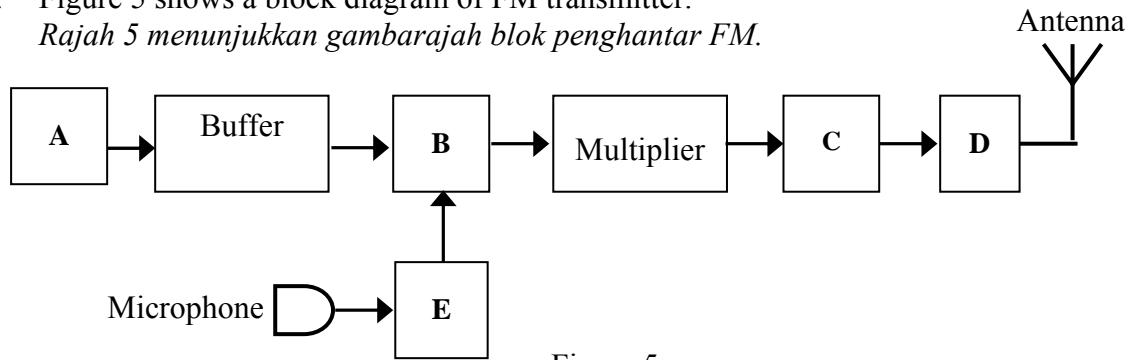 Figure 5 shows a block diagram of FM transmitter.
Rajah 5 menunjukkan gambarajah blok penghantar FM.
Antenna
A
Buffer
B
Multiplier
C
D
Microphone
E
Figure 5